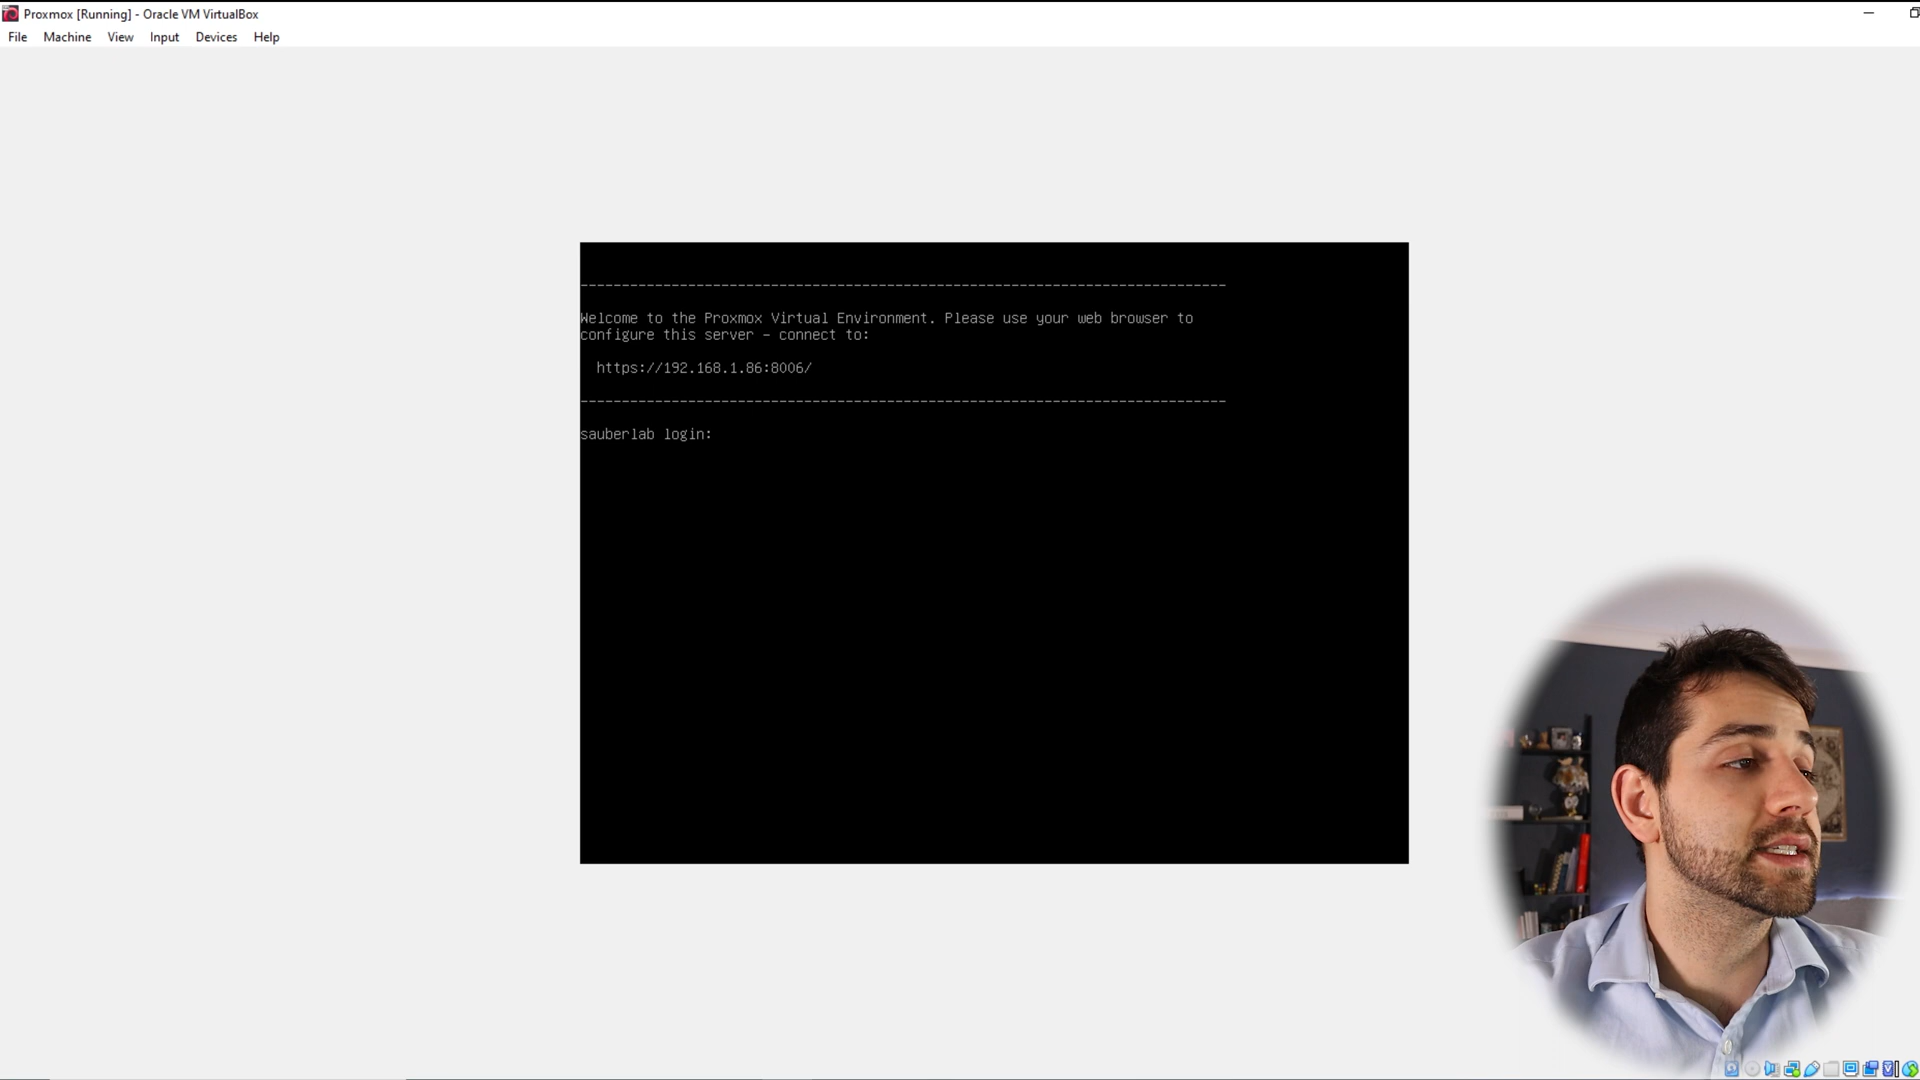 Proxmox [Running] - Oracle VM VirtualBox
File Machine View Input Devices Help
--------------------------------------------------------------------------------
Welcome to the Proxmox Virtual Environment. Please use your web browser to
configure this server - connect to:
https://192.168.1.86:8006/
--------------------------------------------------------------------------------
sauberlab login: